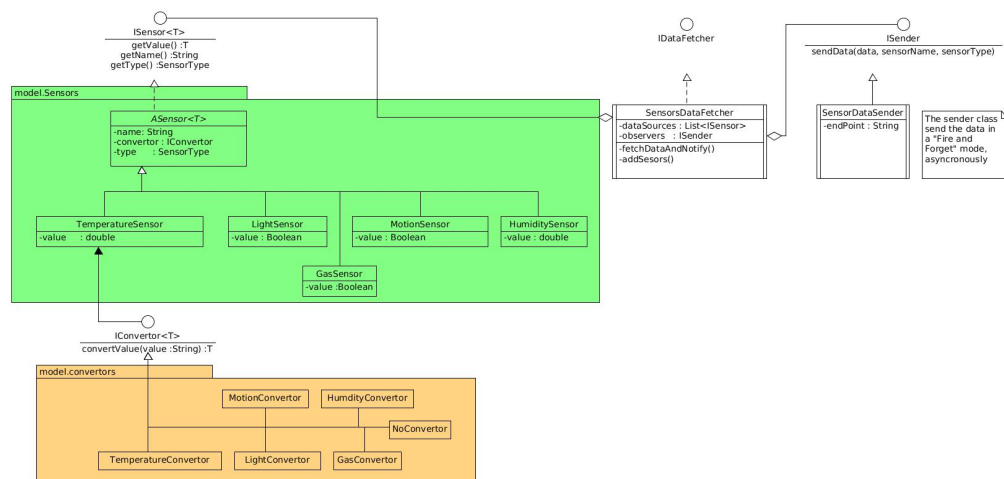 ISensor<T>
getValue() :T
getName() :String
getType() :SensorType
IDataFetcher
ISender
sendData(data, sensorName, sensorType)
model.Sensors
ASensor<T>
-name: String
-convertor : IConvertor
-type : SensorType
SensorsDataFetcher
-dataSources : List<ISensor>
-observers : ISender
-fetchDataAndNotify()
-addSesors()
SensorDataSender
-endPoint : String
The sender class
send the data in
a "Fire and
Forget" mode,
asyncronously
TemperatureSensor
-value : double
LightSensor
-value : Boolean
MotionSensor
-value : Boolean
HumiditySensor
-value : double
GasSensor
-value :Boolean
IConvertor<T>
convertValue(value :String) :T
model.convertors
MotionConvertor
HumdityConvertor
NoConvertor
TemperatureConvertor
LightConvertor
GasConvertor